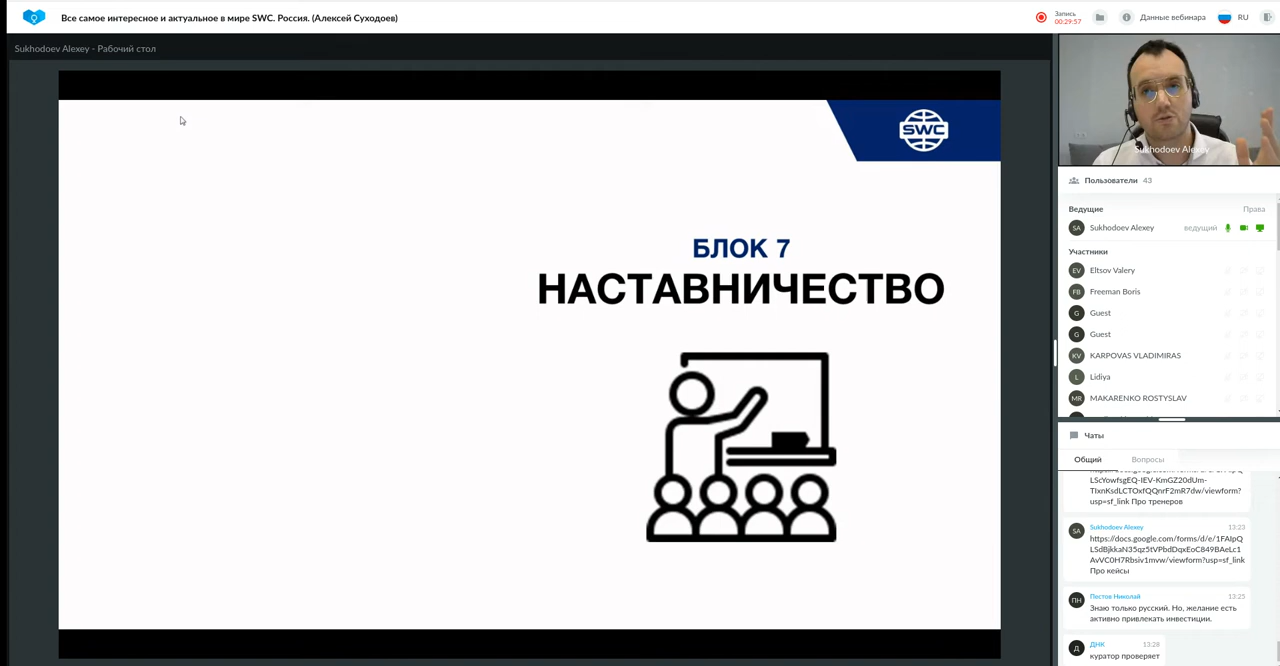 Все самое интересное и актуальное в мире SWC. Россия. (Алексей Суходоев)
Запись
00:29:57
Данные вебинара
RU
Sukhodoev Alexey - Рабочий стол
SWC
БЛОК 7
НАСТАВНИЧЕСТВО
Sukhodoev Alexey
Пользователи 43
Ведущие Права
SA Sukhodoev Alexey ведущий
Участники
EV Eltsov Valery
FB Freeman Boris
G Guest
G Guest
KV KARPOVAS VLADIMIRAS
L Lidiya
MR MAKARENKO ROSTYSLAV
Чаты
Общий Вопросы
LScYowfsgEQ-IEV-KmGZ20dUm-
TIxnKsdLCTOxfQQnrF2mR7dw/viewform?
usp=sf_link Про тренеров
SA Sukhodoev Alexey 13:23
https://docs.google.com/forms/d/e/1FAIpQ
LSdBjkkaN35qz5tVPbdDqxEoC849BAeLc1
AvVC0H7Rbsiv1mvw/viewform?usp=sf_link
Про кейсы
ПН Пестов Николай 13:25
Знаю только русский. Но, желание есть
активно привлекать инвестиции.
Д ДНК 13:28
куратор проверяет